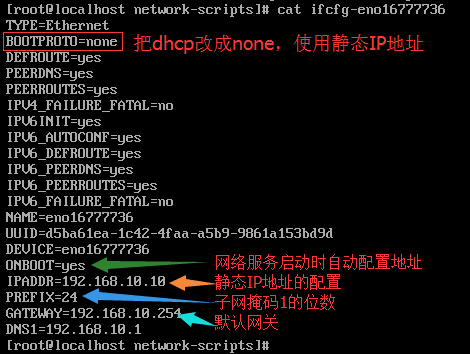 [root@localhost network-scripts]# cat ifcfg-eno16777736
TYPE=Ethernet
BOOTPROTO=none 把dhcp改成none，使用静态IP地址
DEFROUTE=yes
PEERDNS=yes
PEERROUTES=yes
IPV4_FAILURE_FATAL=no
IPV6INIT=yes
IPV6_AUTOCONF=yes
IPV6_DEFROUTE=yes
IPV6_PEERDNS=yes
IPV6_PEERROUTES=yes
IPV6_FAILURE_FATAL=no
NAME=eno16777736
UUID=d5ba61ea-1c42-4faa-a5b9-9861a153bd9d
DEVICE=eno16777736
ONBOOT=yes 网络服务启动时自动配置地址
IPADDR=192.168.10.10 静态IP地址的配置
PREFIX=24 子网掩码1的位数
GATEWAY=192.168.10.254 默认网关
DNS1=192.168.10.1
[root@localhost network-scripts]#